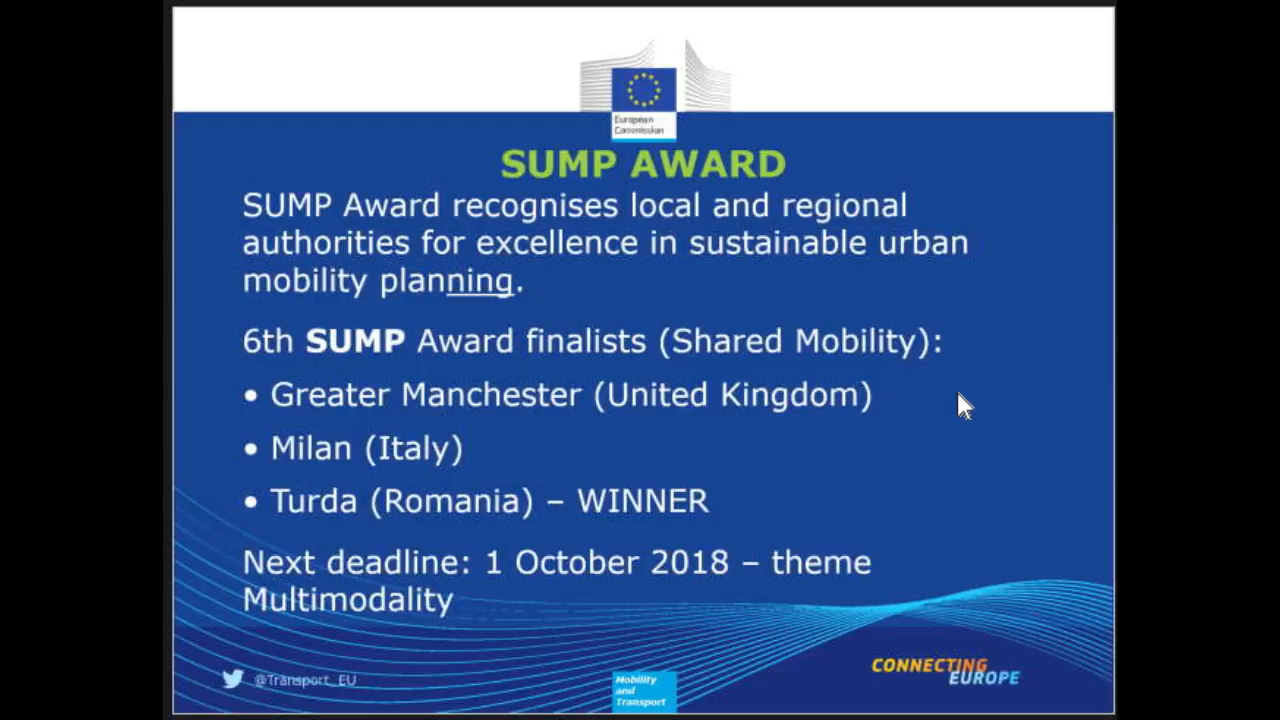 European
Commission
SUMP AWARD
SUMP Award recognises local and regional
authorities for excellence in sustainable urban
mobility planning.
6th SUMP Award finalists (Shared Mobility):
• Greater Manchester (United Kingdom)
• Milan (Italy)
• Turda (Romania) – WINNER
Next deadline: 1 October 2018 – theme
Multimodality
@Transport_EU
Mobility
and
Transport
CONNECTING
EUROPE